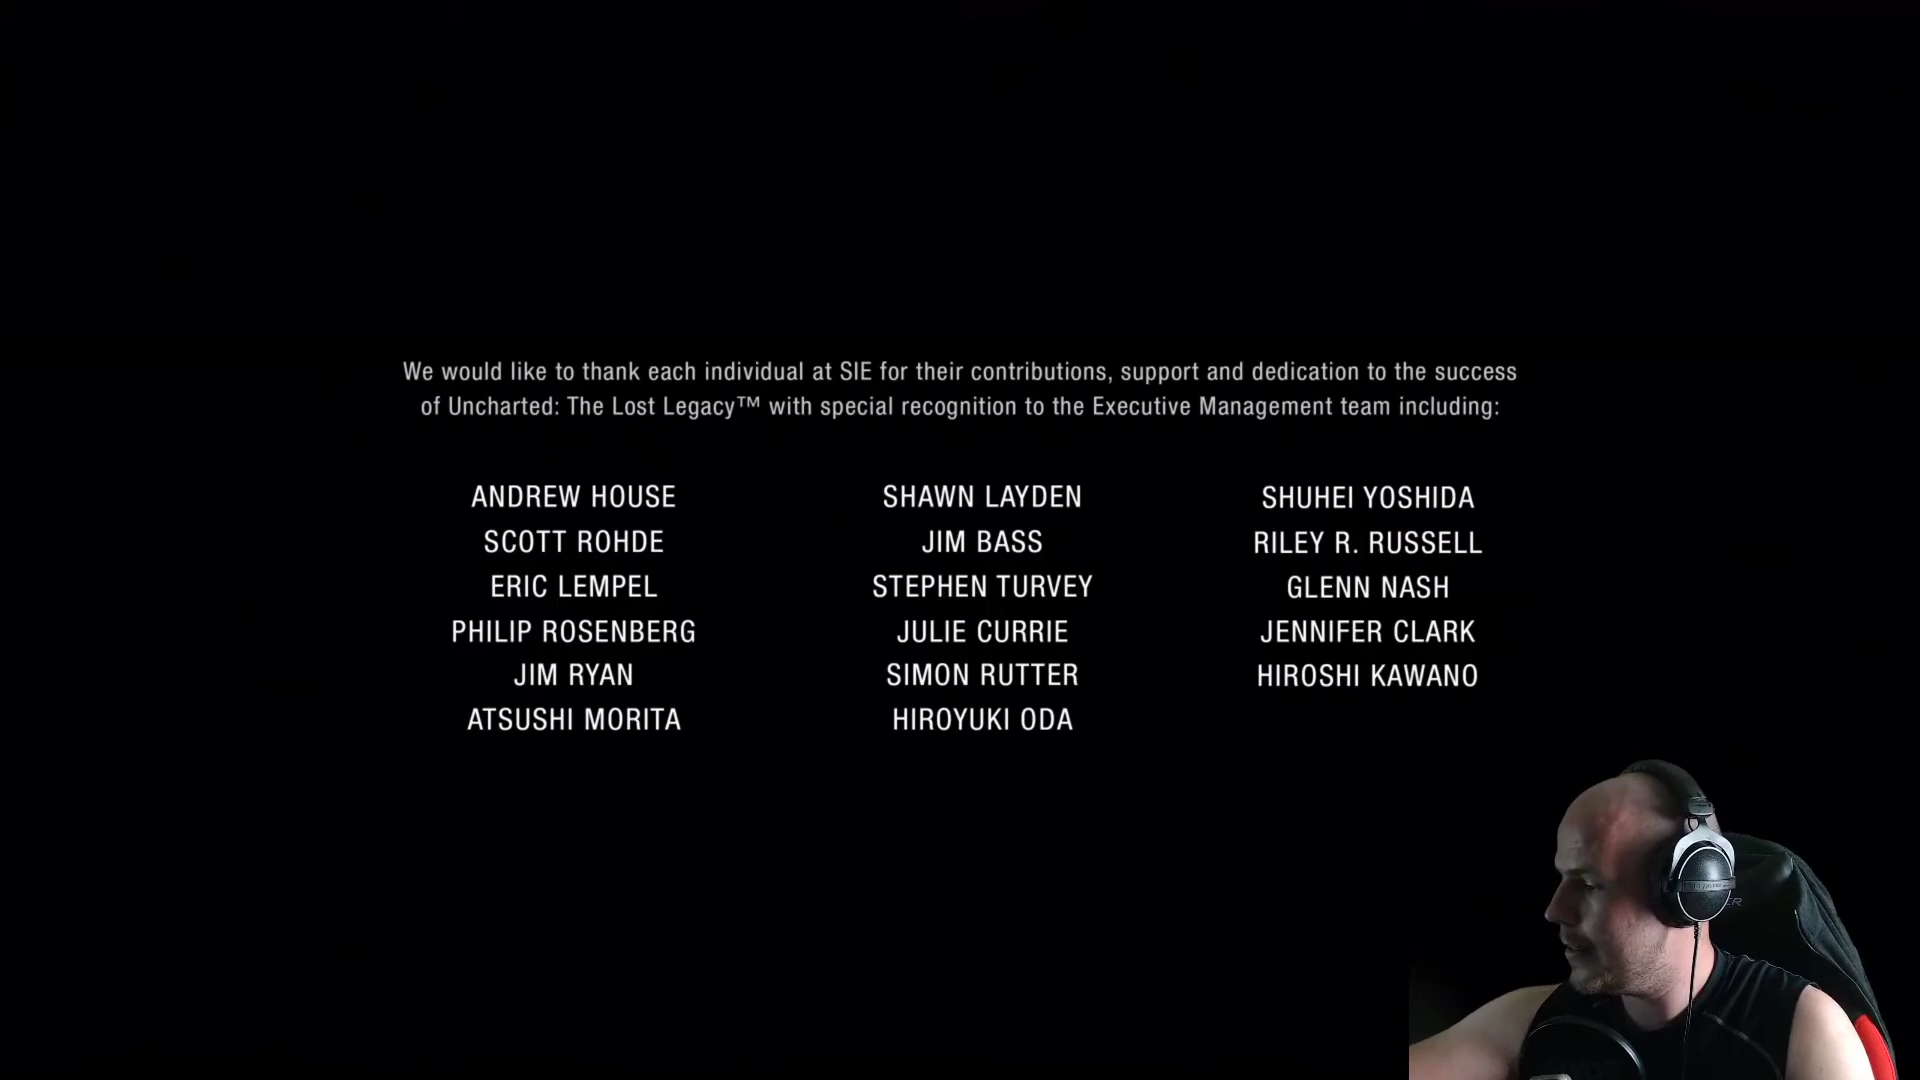 We would like to thank each individual at SIE for their contributions, support and dedication to the success
of Uncharted: The Lost Legacy™ with special recognition to the Executive Management team including:
ANDREW HOUSE SHAWN LAYDEN SHUHEI YOSHIDA
SCOTT ROHDE JIM BASS RILEY R. RUSSELL
ERIC LEMPEL STEPHEN TURVEY GLENN NASH
PHILIP ROSENBERG JULIE CURRIE JENNIFER CLARK
JIM RYAN SIMON RUTTER HIROSHI KAWANO
ATSUSHI MORITA HIROYUKI ODA